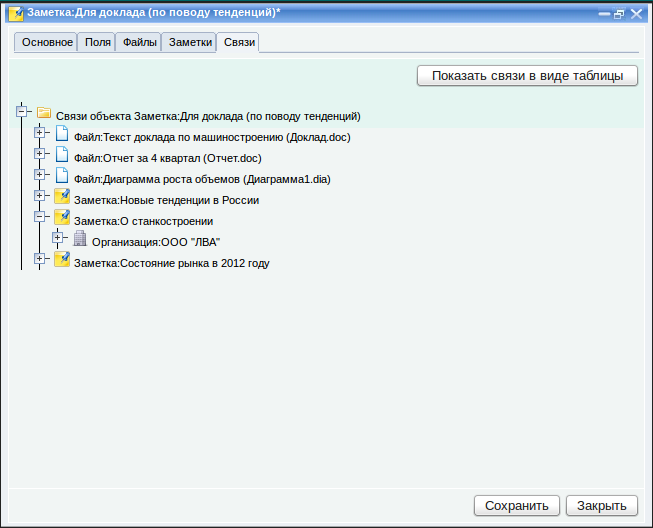 Заметка:Для доклада (по поводу тенденций)*
Основное Поля Файлы Заметки Связи
Показать связи в виде таблицы
Связи объекта Заметка:Для доклада (по поводу тенденций)
Файл:Текст доклада по машиностроению (Доклад.doc)
Файл:Отчет за 4 квартал (Отчет.doc)
Файл:Диаграмма роста объемов (Диаграмма1.dia)
Заметка:Новые тенденции в России
Заметка:О станкостроении
Организация:ООО "ЛВА"
Заметка:Состояние рынка в 2012 году
Сохранить Закрыть